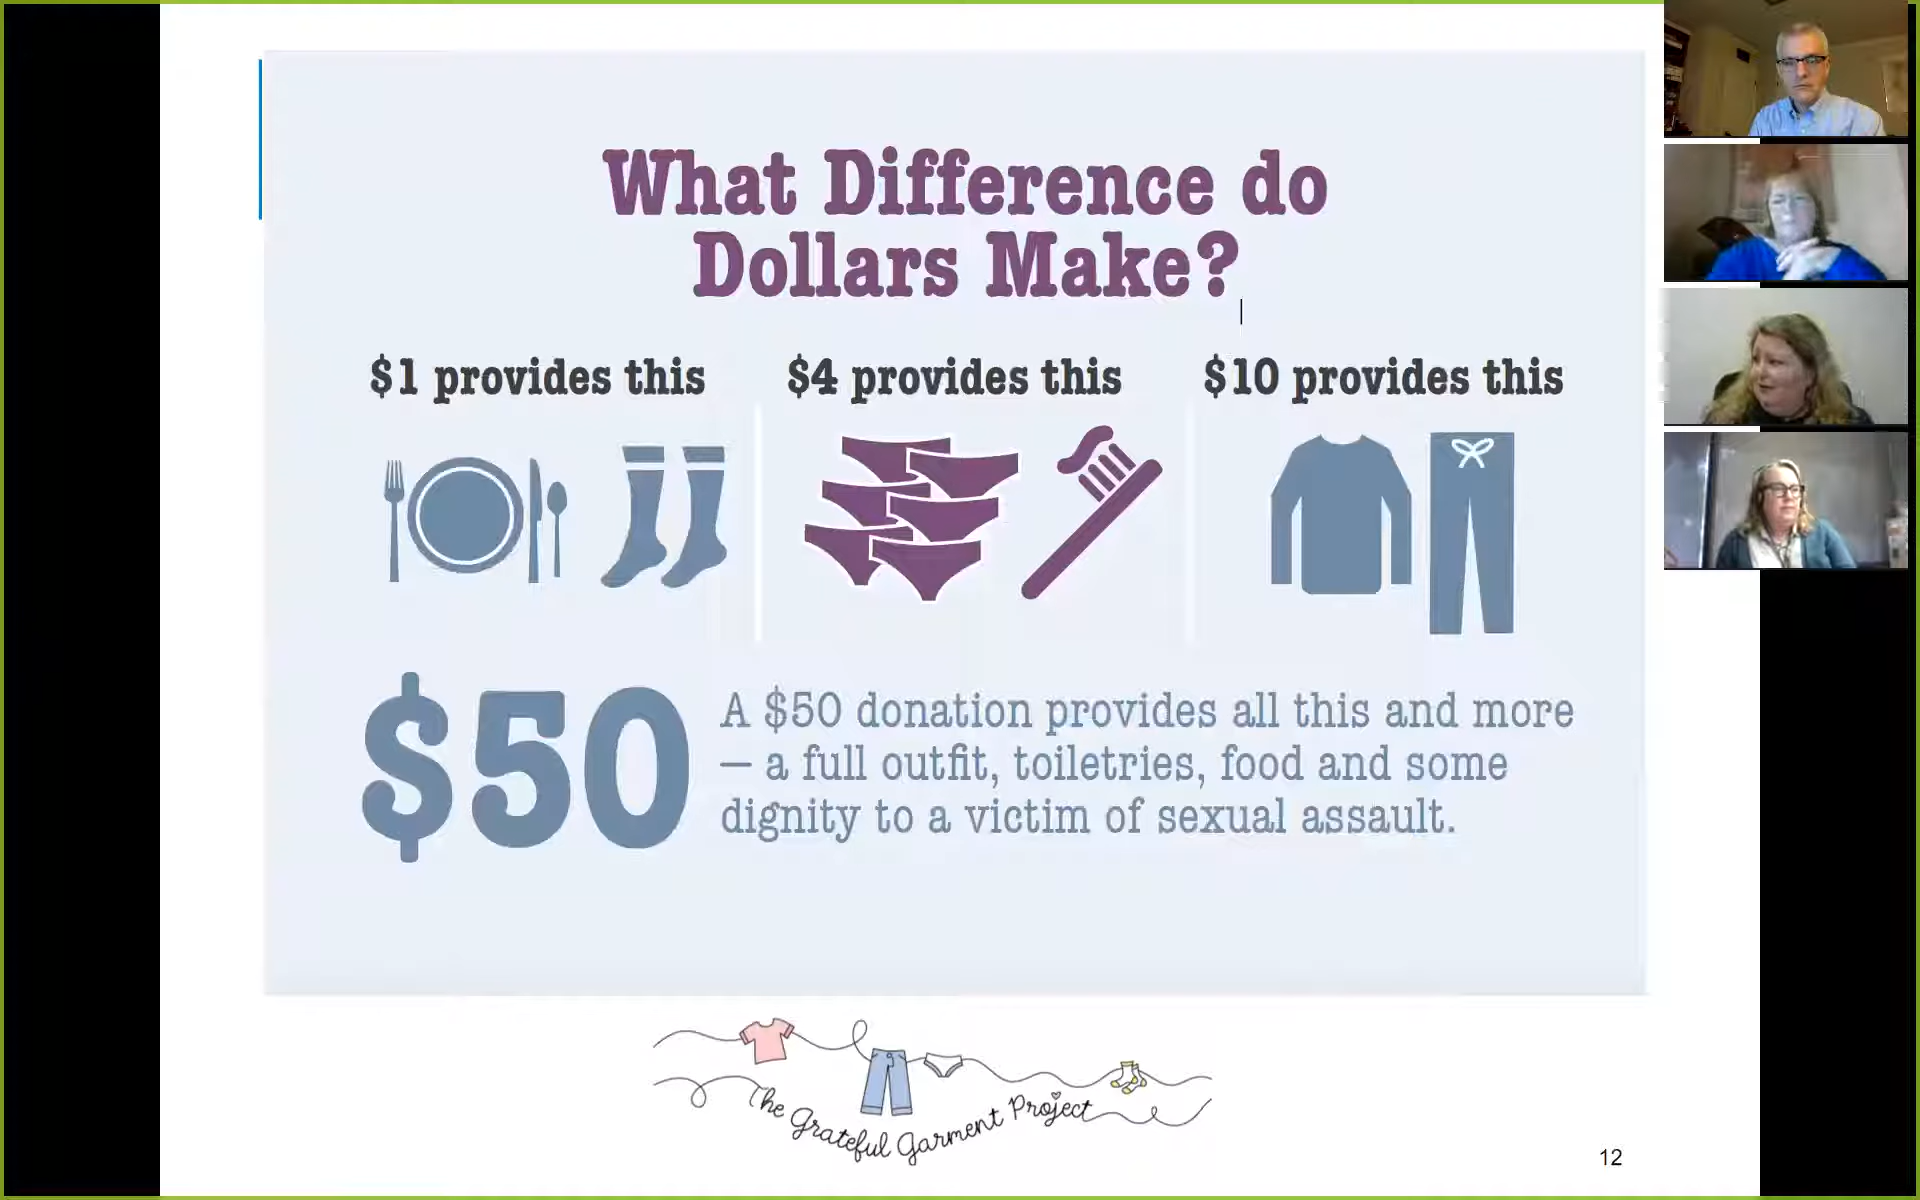 What Difference do
Dollars Make?
$1 provides this
$4 provides this
$10 provides this
$50
A $50 donation provides all this and more
– a full outfit, toiletries, food and some
dignity to a victim of sexual assault.
The Grateful Garment Project
12